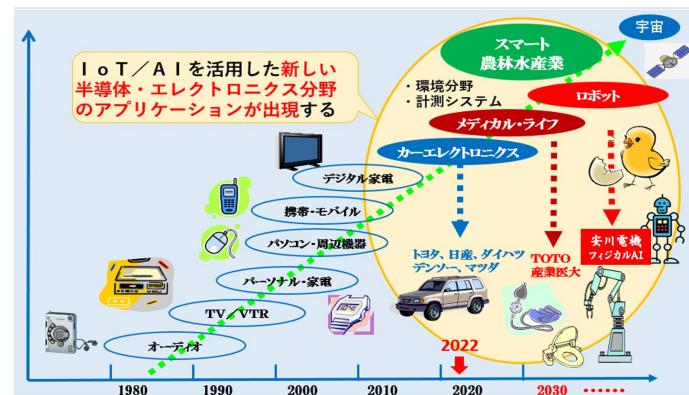 宇宙
スマート
農林水産業
IoT/AIを活用した新しい
半導体・エレクトロニクス分野
のアプリケーションが出現する
・環境分野
・計測システム
ロボット
メディカル・ライフ
カーエレクトロニクス
デジタル家電
携帯・モバイル
パソコン・周辺機器
パーソナル・家電
TV/VTR
オーディオ
トヨタ、日産、ダイハツ
デンソー、マツダ
TOTO
産業医大
安川電機
フィジカルAI
2022
1980
1990
2000
2010
2020
2030
・・・・・・